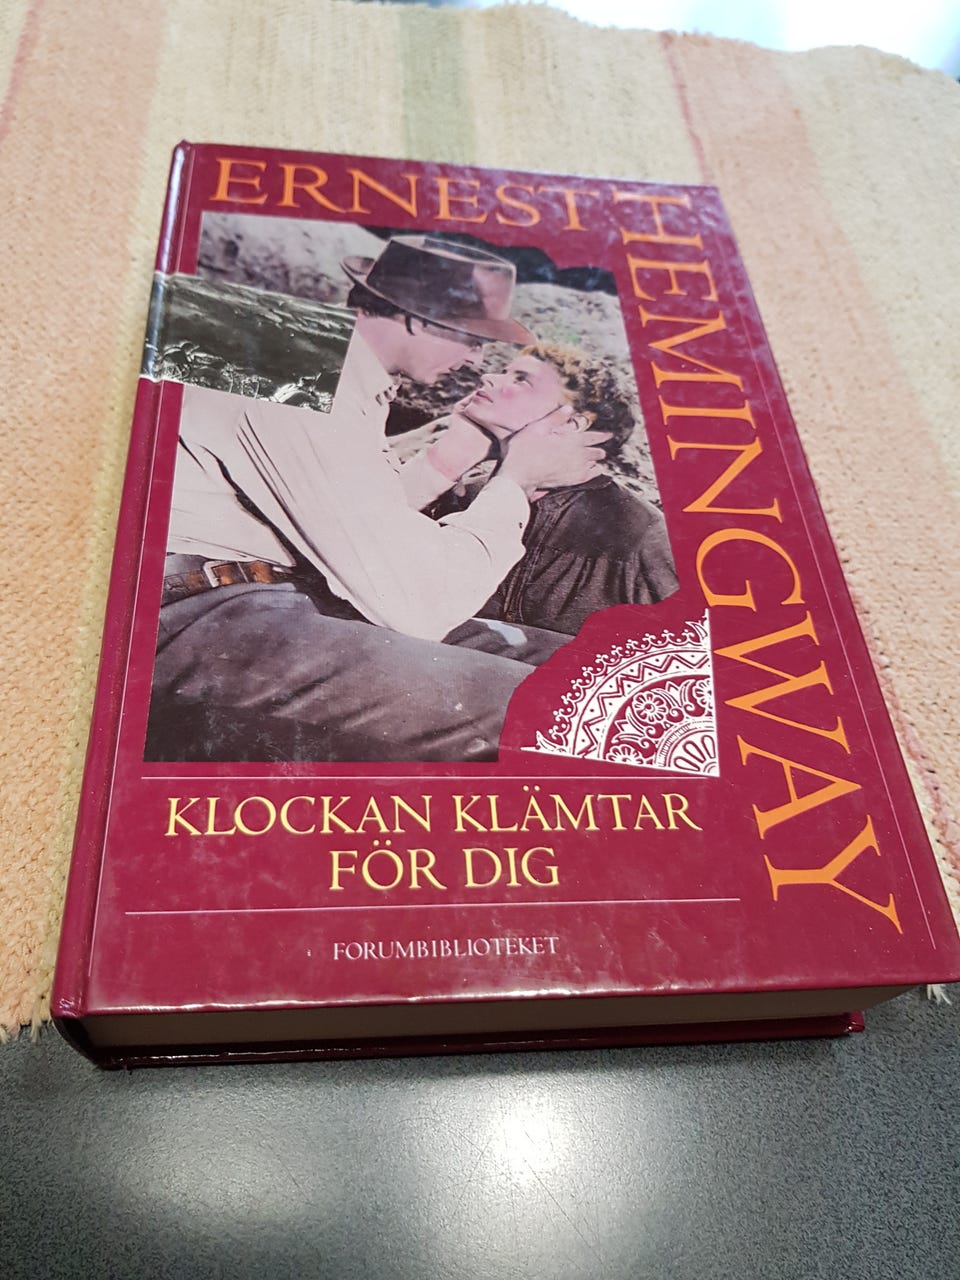 ERNEST
HEMINGWAY
KLOCKAN KLÄMTAR
FÖR DIG
FORUMBIBLIOTEKET